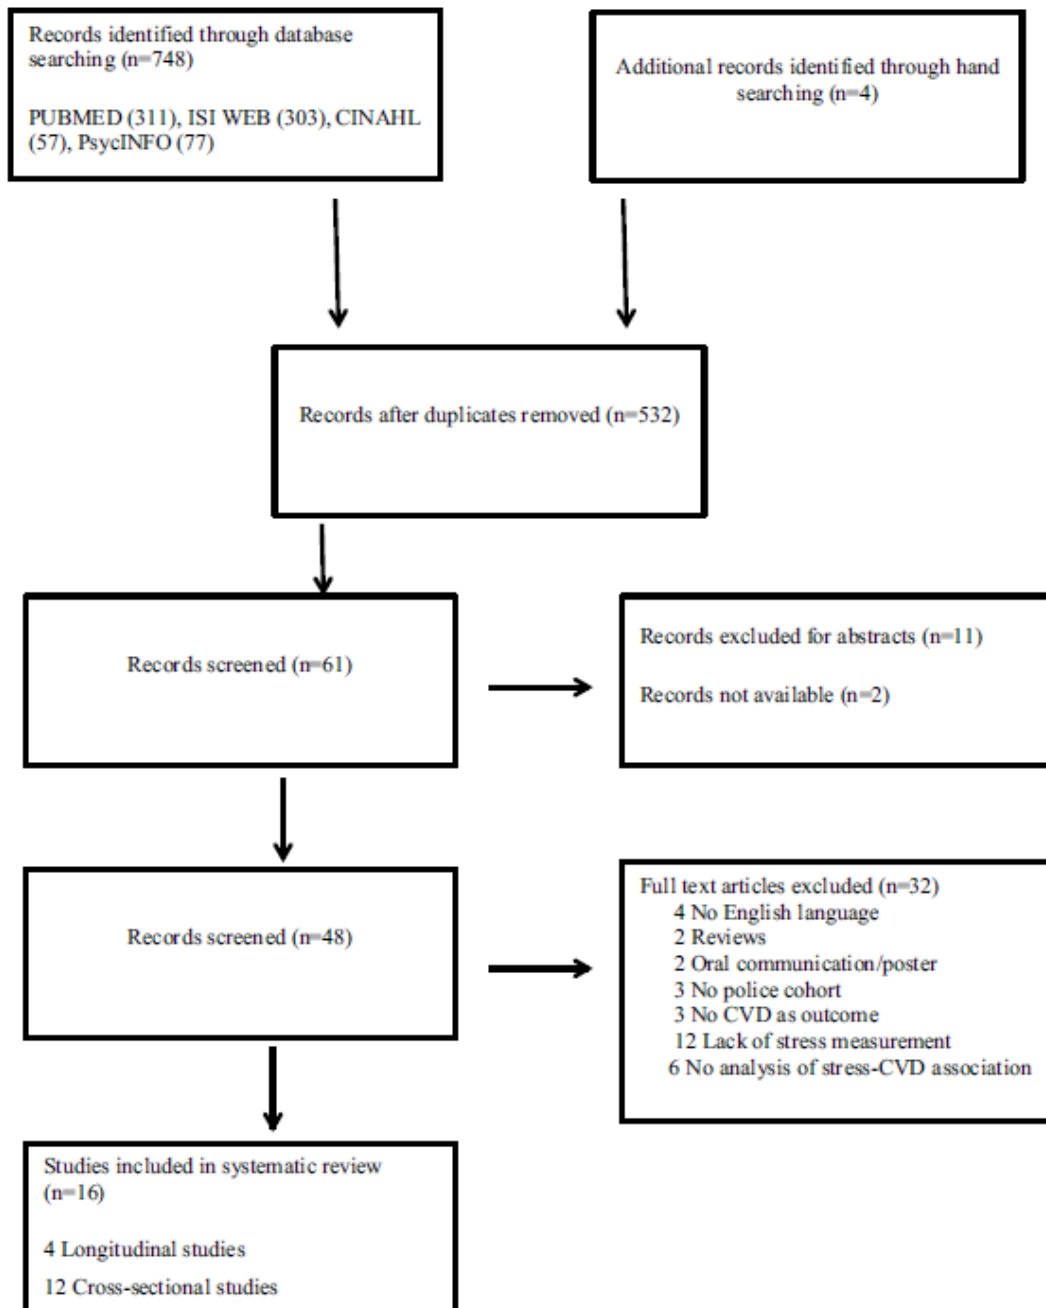 Records identified through database
searching (n=748)
PUBMED (311), ISI WEB (303), CINAHL
(57), PsycINFO (77)
Additional records identified through hand
searching (n=4)
Records after duplicates removed (n=532)
Records screened (n=61)
Records excluded for abstracts (n=11)
Records not available (n=2)
Records screened (n=48)
Full text articles excluded (n=32)
4 No English language
2 Reviews
2 Oral communication/poster
3 No police cohort
3 No CVD as outcome
12 Lack of stress measurement
6 No analysis of stress-CVD association
Studies included in systematic review
(n=16)
4 Longitudinal studies
12 Cross-sectional studies